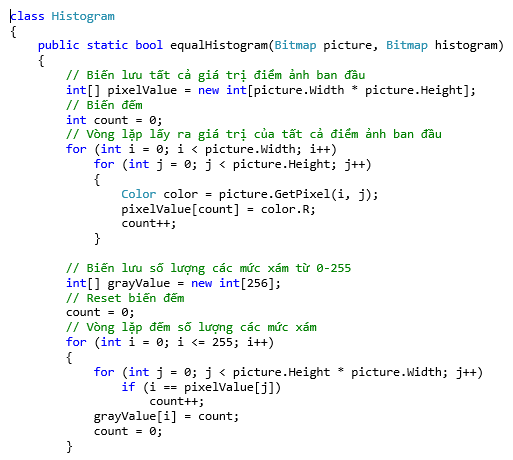 class Histogram
{
    public static bool equalHistogram(Bitmap picture, Bitmap histogram)
    {
        // Biến lưu tất cả giá trị điểm ảnh ban đầu
        int[] pixelValue = new int[picture.Width * picture.Height];
        // Biến đếm
        int count = 0;
        // Vòng lặp lấy ra giá trị của tất cả điểm ảnh ban đầu
        for (int i = 0; i < picture.Width; i++)
            for (int j = 0; j < picture.Height; j++)
            {
                Color color = picture.GetPixel(i, j);
                pixelValue[count] = color.R;
                count++;
            }

        // Biến lưu số lượng các mức xám từ 0-255
        int[] grayValue = new int[256];
        // Reset biến đếm
        count = 0;
        // Vòng lặp đếm số lượng các mức xám
        for (int i = 0; i <= 255; i++)
        {
            for (int j = 0; j < picture.Height * picture.Width; j++)
                if (i == pixelValue[j])
                    count++;
            grayValue[i] = count;
            count = 0;
        }